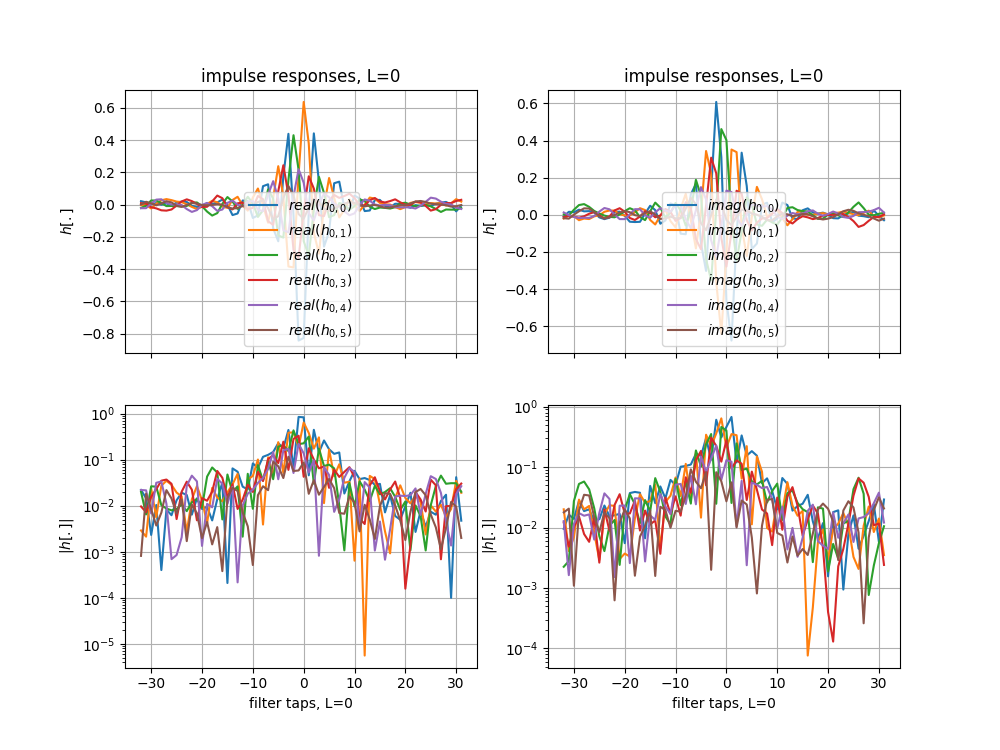 impulse responses, L=0
impulse responses, L=0
0.6
0.4
0.2
0.0
−0.2
−0.4
−0.6
−0.8
h[.]
real(h0,0)
real(h0,1)
real(h0,2)
real(h0,3)
real(h0,4)
real(h0,5)
0.6
0.4
0.2
0.0
−0.2
−0.4
−0.6
h[.]
imag(h0,0)
imag(h0,1)
imag(h0,2)
imag(h0,3)
imag(h0,4)
imag(h0,5)
10^0
10^−1
10^−2
10^−3
10^−4
10^−5
|h[.]|
−30 −20 −10 0 10 20 30
filter taps, L=0
10^0
10^−1
10^−2
10^−3
10^−4
|h[.]|
−30 −20 −10 0 10 20 30
filter taps, L=0